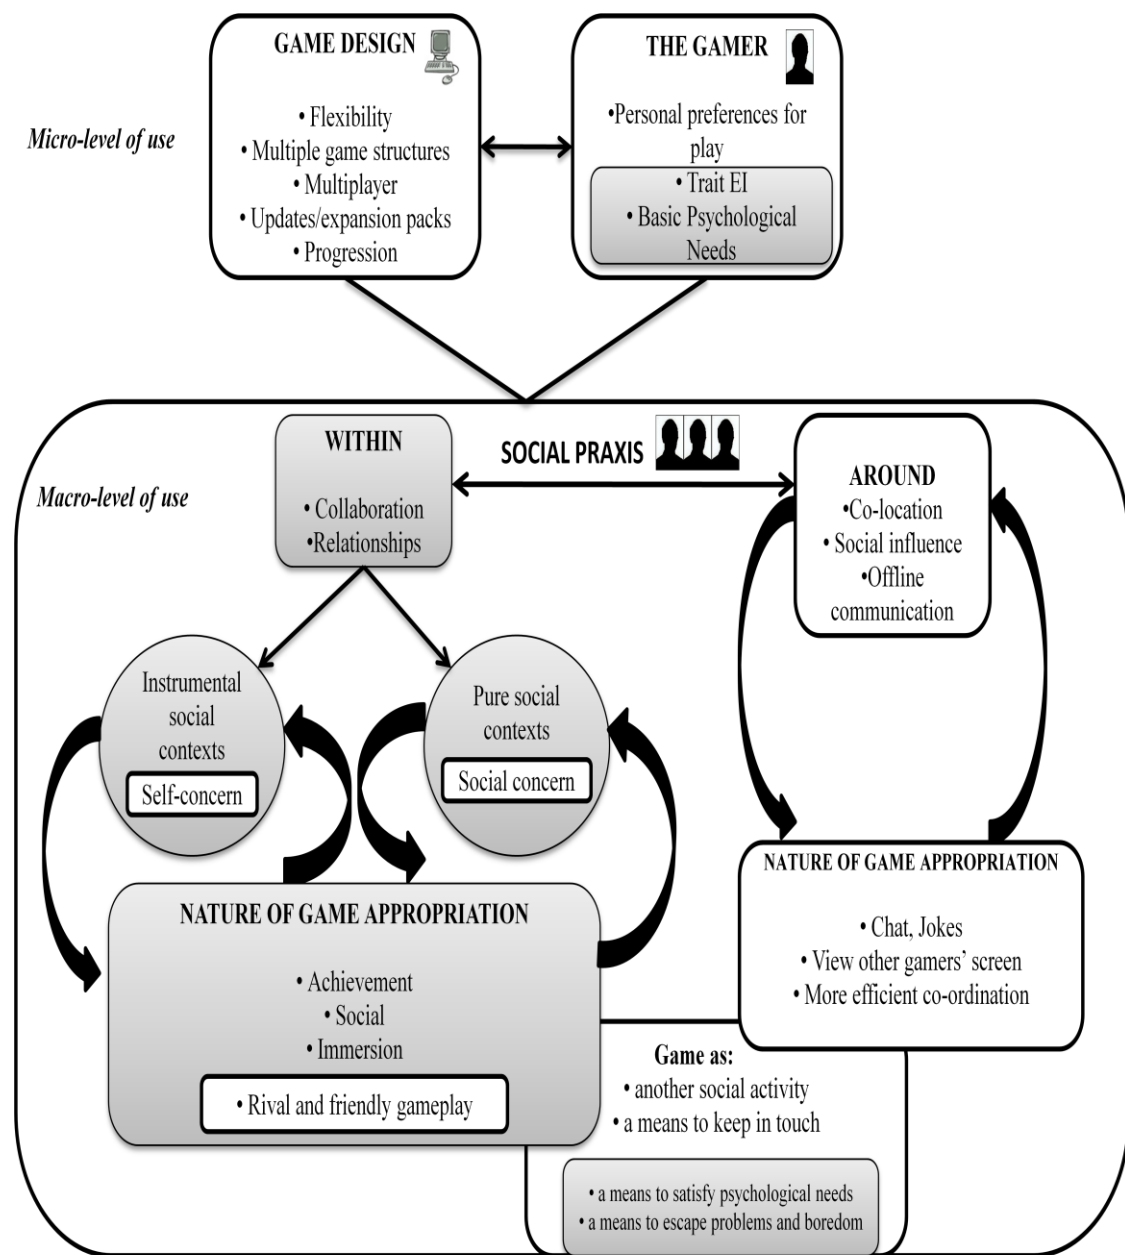 GAME DESIGN
• Flexibility
• Multiple game structures
• Multiplayer
• Updates/expansion packs
• Progression
THE GAMER
•Personal preferences for
play
• Trait EI
• Basic Psychological
Needs
Micro-level of use
SOCIAL PRAXIS
WITHIN
• Collaboration
•Relationships
AROUND
•Co-location
• Social influence
•Offline
communication
Macro-level of use
Instrumental
social
contexts
Self-concern
Pure social
contexts
Social concern
NATURE OF GAME APPROPRIATION
• Achievement
• Social
• Immersion
• Rival and friendly gameplay
NATURE OF GAME APPROPRIATION
• Chat, Jokes
• View other gamers’ screen
• More efficient co-ordination
Game as:
• another social activity
• a means to keep in touch
• a means to satisfy psychological needs
• a means to escape problems and boredom